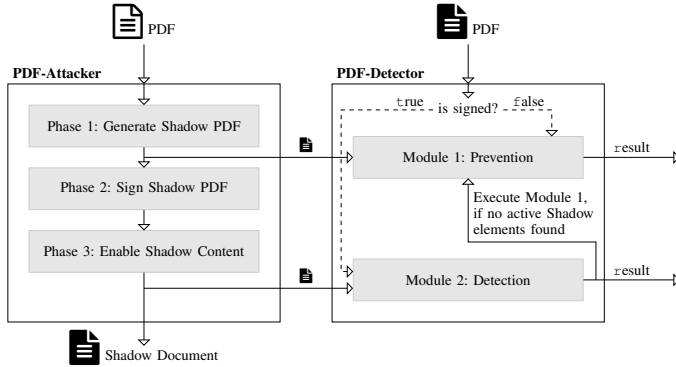 PDF
PDF
PDF-Attacker
PDF-Detector
true
is signed?
false
Phase 1: Generate Shadow PDF
Module 1: Prevention
result
Phase 2: Sign Shadow PDF
Execute Module 1,
if no active Shadow
elements found
Phase 3: Enable Shadow Content
Module 2: Detection
result
Shadow Document